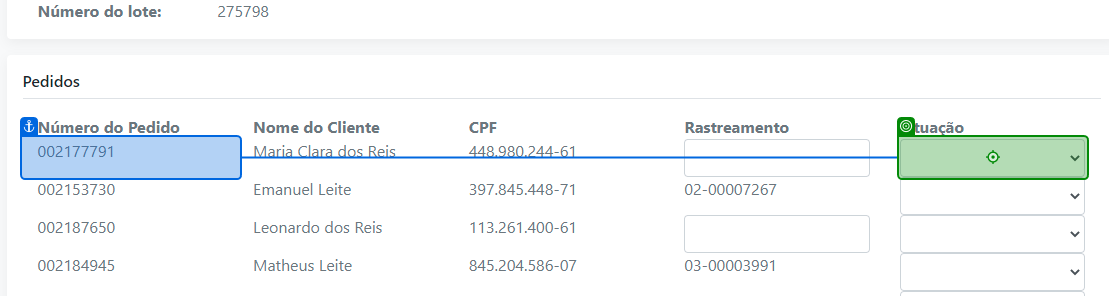 Número do lote: 275798
Pedidos
Número do Pedido Nome do Cliente CPF Rastreamento tuação
002177791 Maria Clara dos Reis 448.980.244-61
002153730 Emanuel Leite 397.845.448-71 02-00007267
002187650 Leonardo dos Reis 113.261.400-61
002184945 Matheus Leite 845.204.586-07 03-00003991